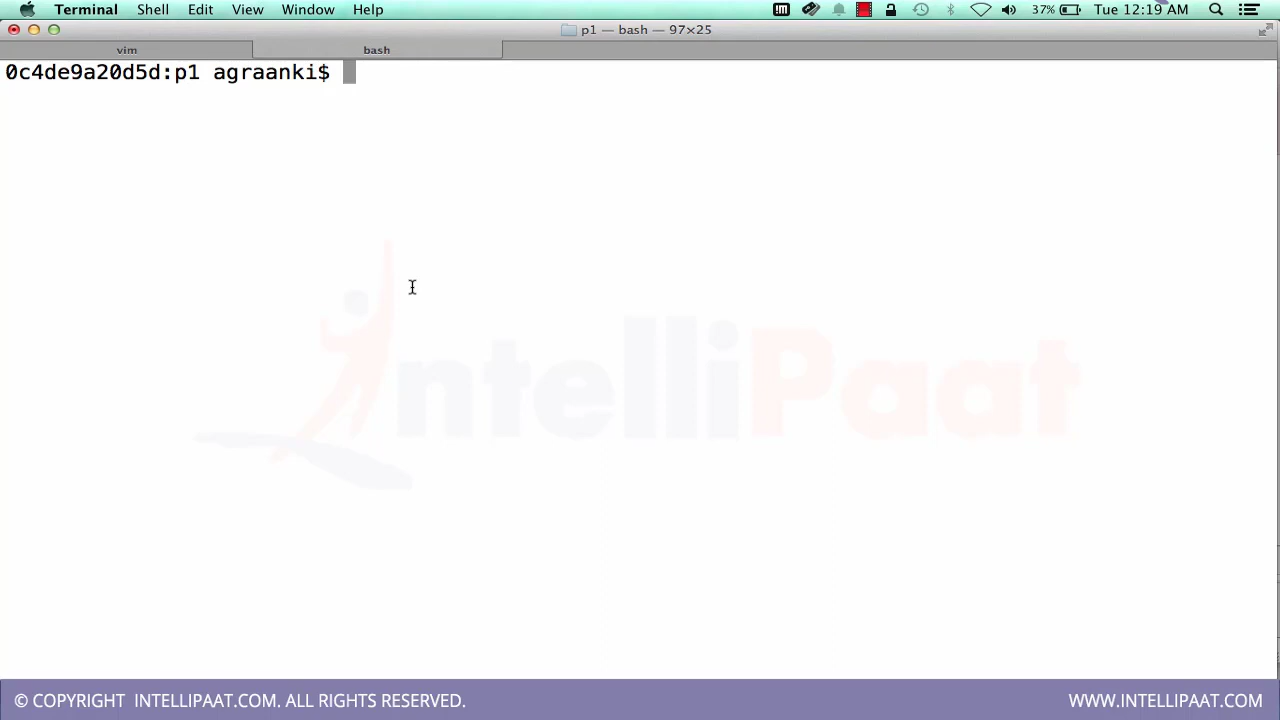 Terminal Shell Edit View Window Help 37% Tue 12:19 AM
p1 — bash — 97×25
vim bash
0c4de9a20d5d:p1 agraanki$
IntelliPaat
© COPYRIGHT INTELLIPAAT.COM. ALL RIGHTS RESERVED. WWW.INTELLIPAAT.COM